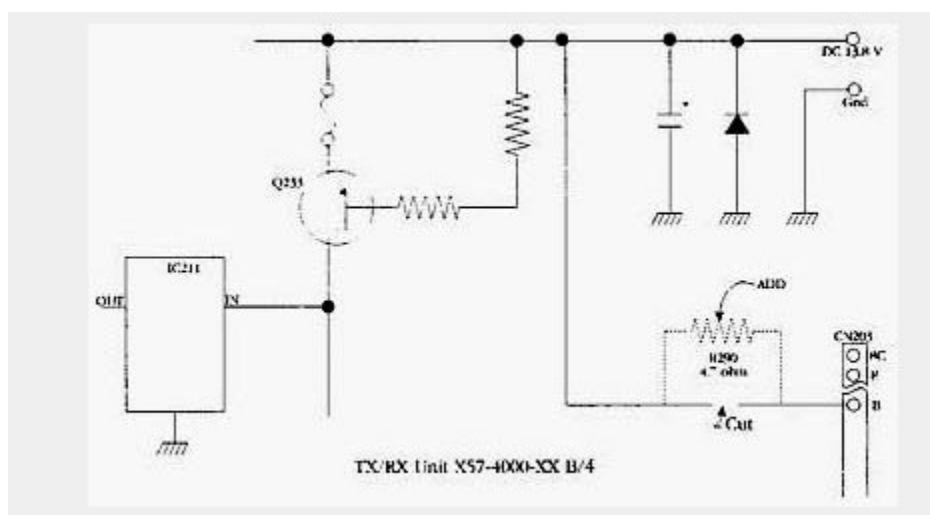 DC 13.8 V
Gnd
Q233
IC211
OUT
IN
ADD
R290
4.7 ohm
CN203
B
Cut
TX/RX Unit X57-4000-XX B/4